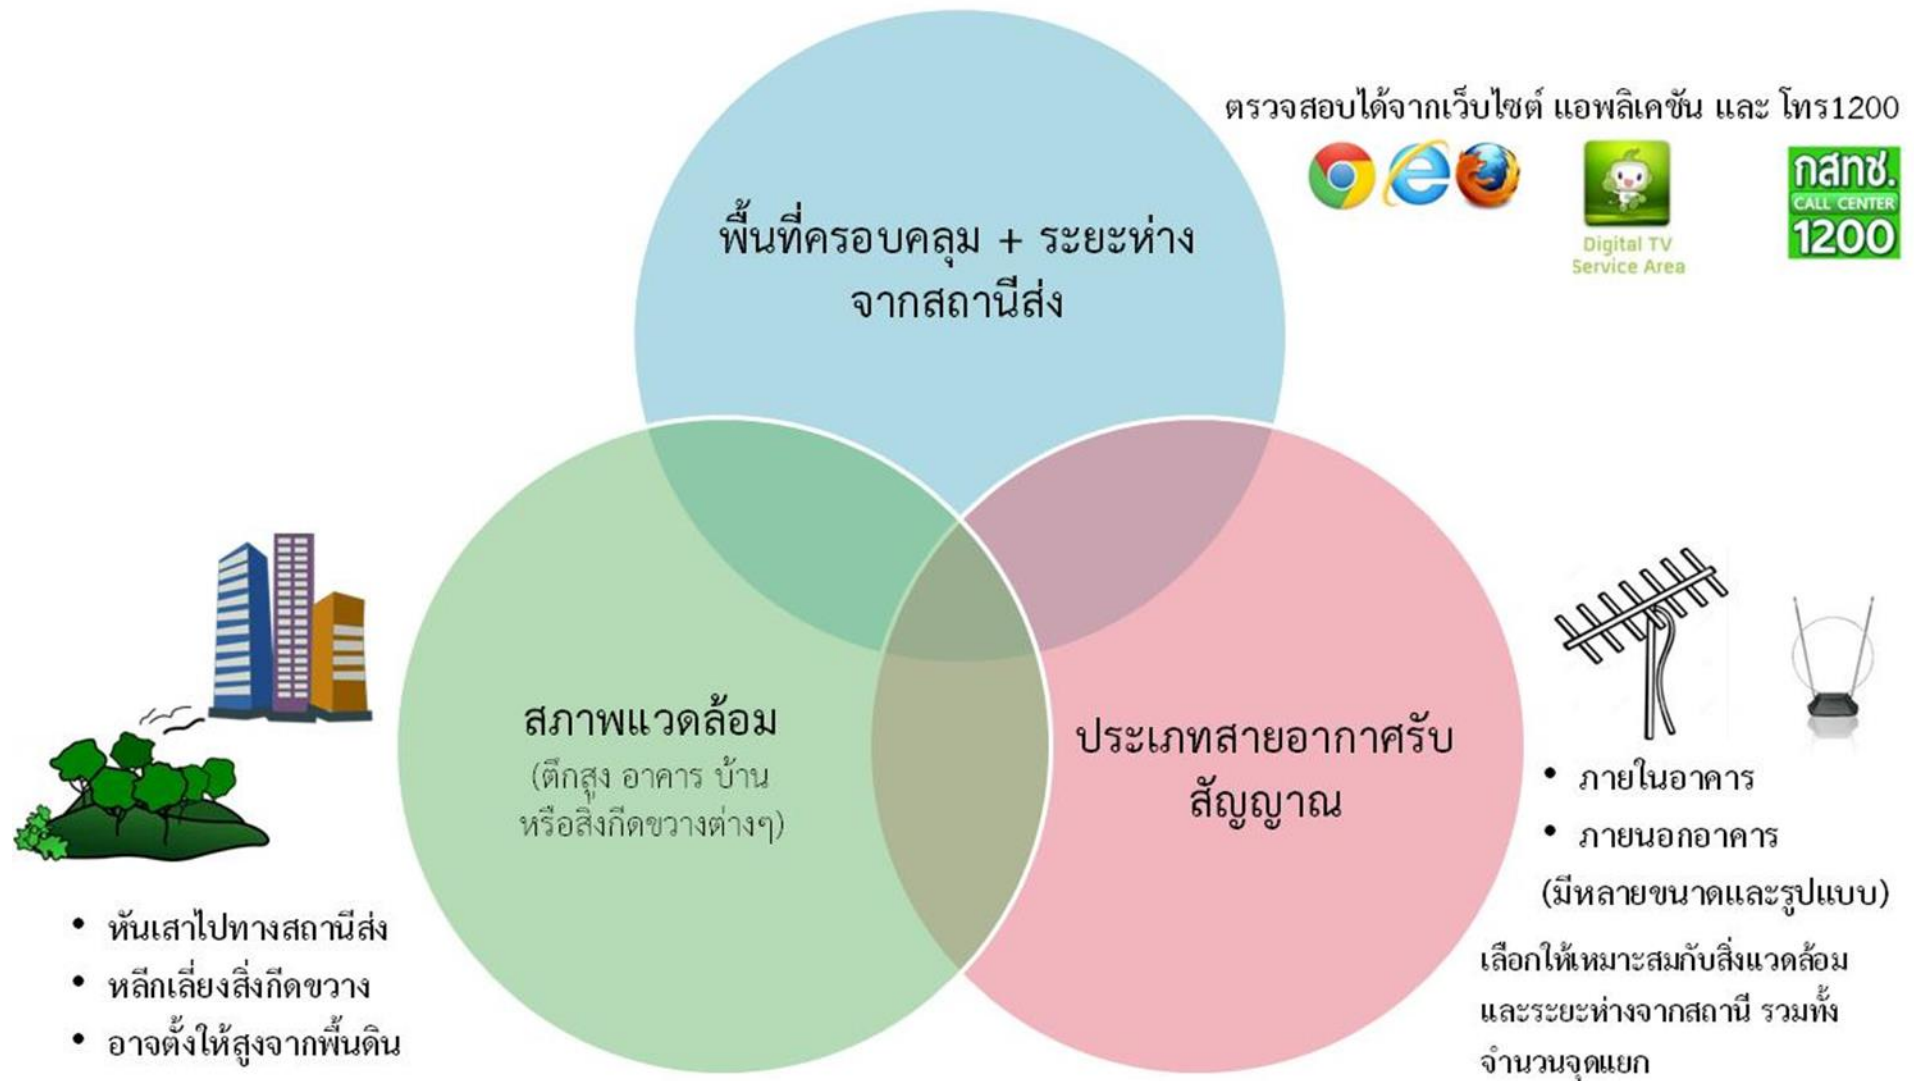 ตรวจสอบได้จากเว็บไซต์ แอพลิเคชัน และ โทร1200
กสทช.
CALL CENTER
1200
Digital TV
Service Area
พื้นที่ครอบคลุม + ระยะห่าง
จากสถานีส่ง
สภาพแวดล้อม
(ตึกสูง อาคาร บ้าน
หรือสิ่งกีดขวางต่างๆ)
ประเภทสายอากาศรับ
สัญญาณ
• ภายในอาคาร
• ภายนอกอาคาร
(มีหลายขนาดและรูปแบบ)
เลือกให้เหมาะสมกับสิ่งแวดล้อม
และระยะห่างจากสถานี รวมทั้ง
จำนวนจุดแยก
• หันเสาไปทางสถานีส่ง
• หลีกเลี่ยงสิ่งกีดขวาง
• อาจตั้งให้สูงจากพื้นดิน